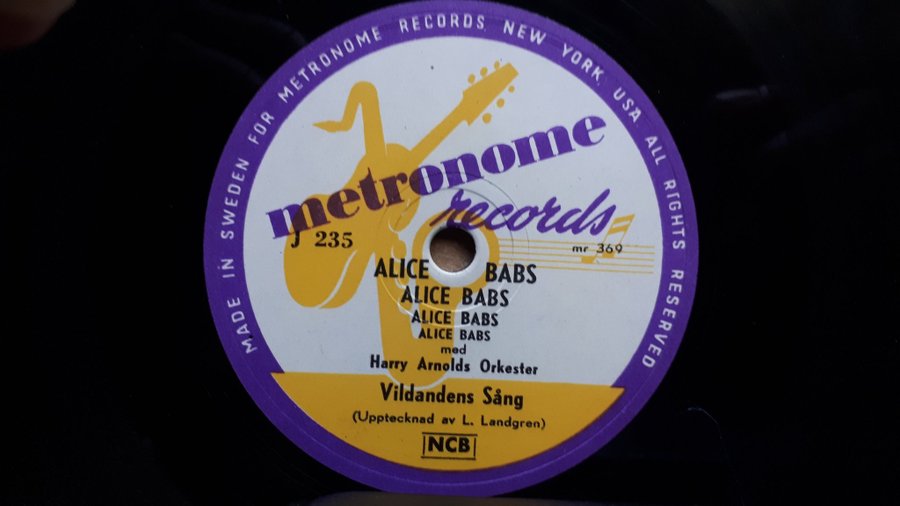 MADE IN SWEDEN FOR METRONOME RECORDS, NEW YORK, USA ALL RIGHTS RESERVED
metronome
records
J 235
mr 369
ALICE BABS
ALICE BABS
ALICE BABS
ALICE BABS
med
Harry Arnolds Orkester
Vildandens Sång
(Upptecknad av L. Landgren)
NCB